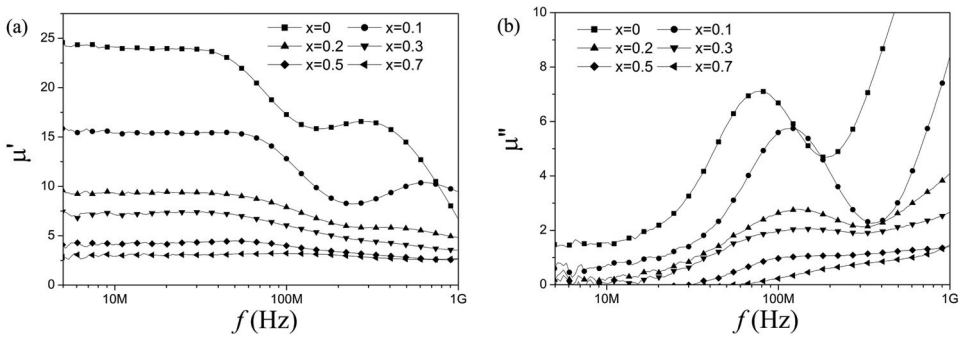 (a)
x=0 x=0.1
x=0.2 x=0.3
x=0.5 x=0.7
25
20
15
10
5
0
μ'
10M 100M 1G
f (Hz)
(b)
x=0 x=0.1
x=0.2 x=0.3
x=0.5 x=0.7
10
8
6
4
2
0
μ"
10M 100M 1G
f (Hz)